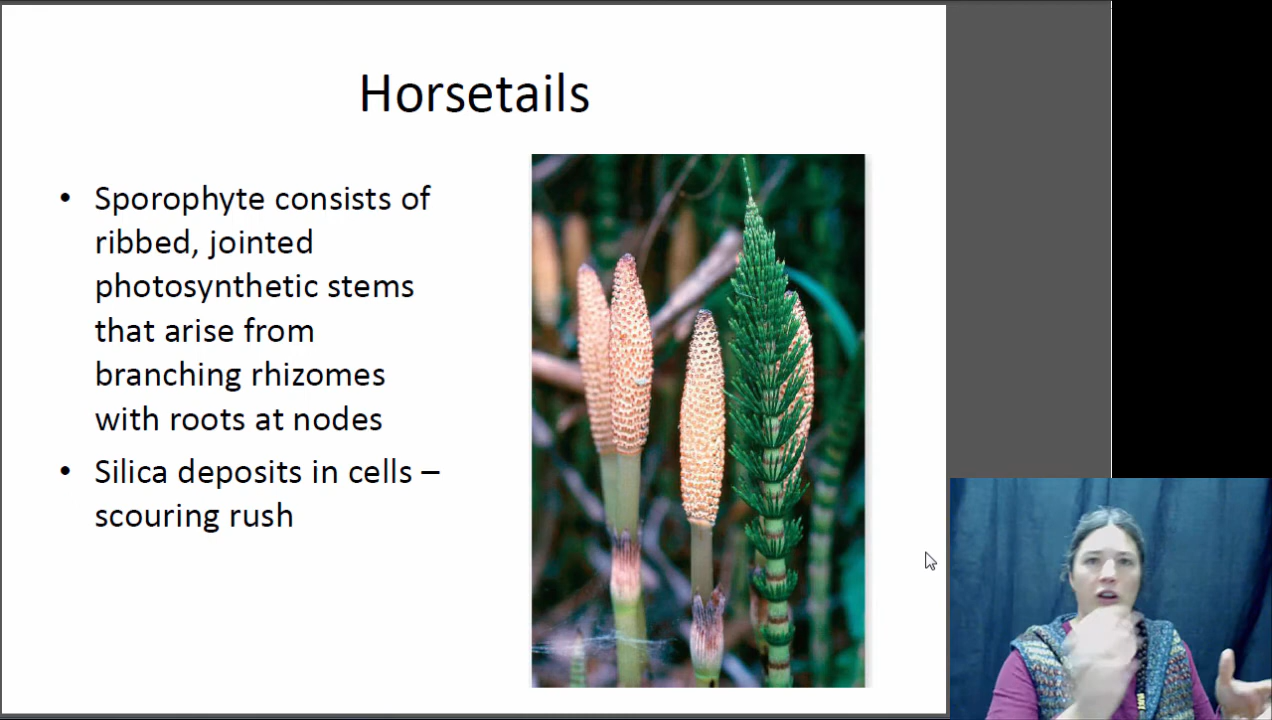 Horsetails
• Sporophyte consists of
ribbed, jointed
photosynthetic stems
that arise from
branching rhizomes
with roots at nodes
• Silica deposits in cells –
scouring rush